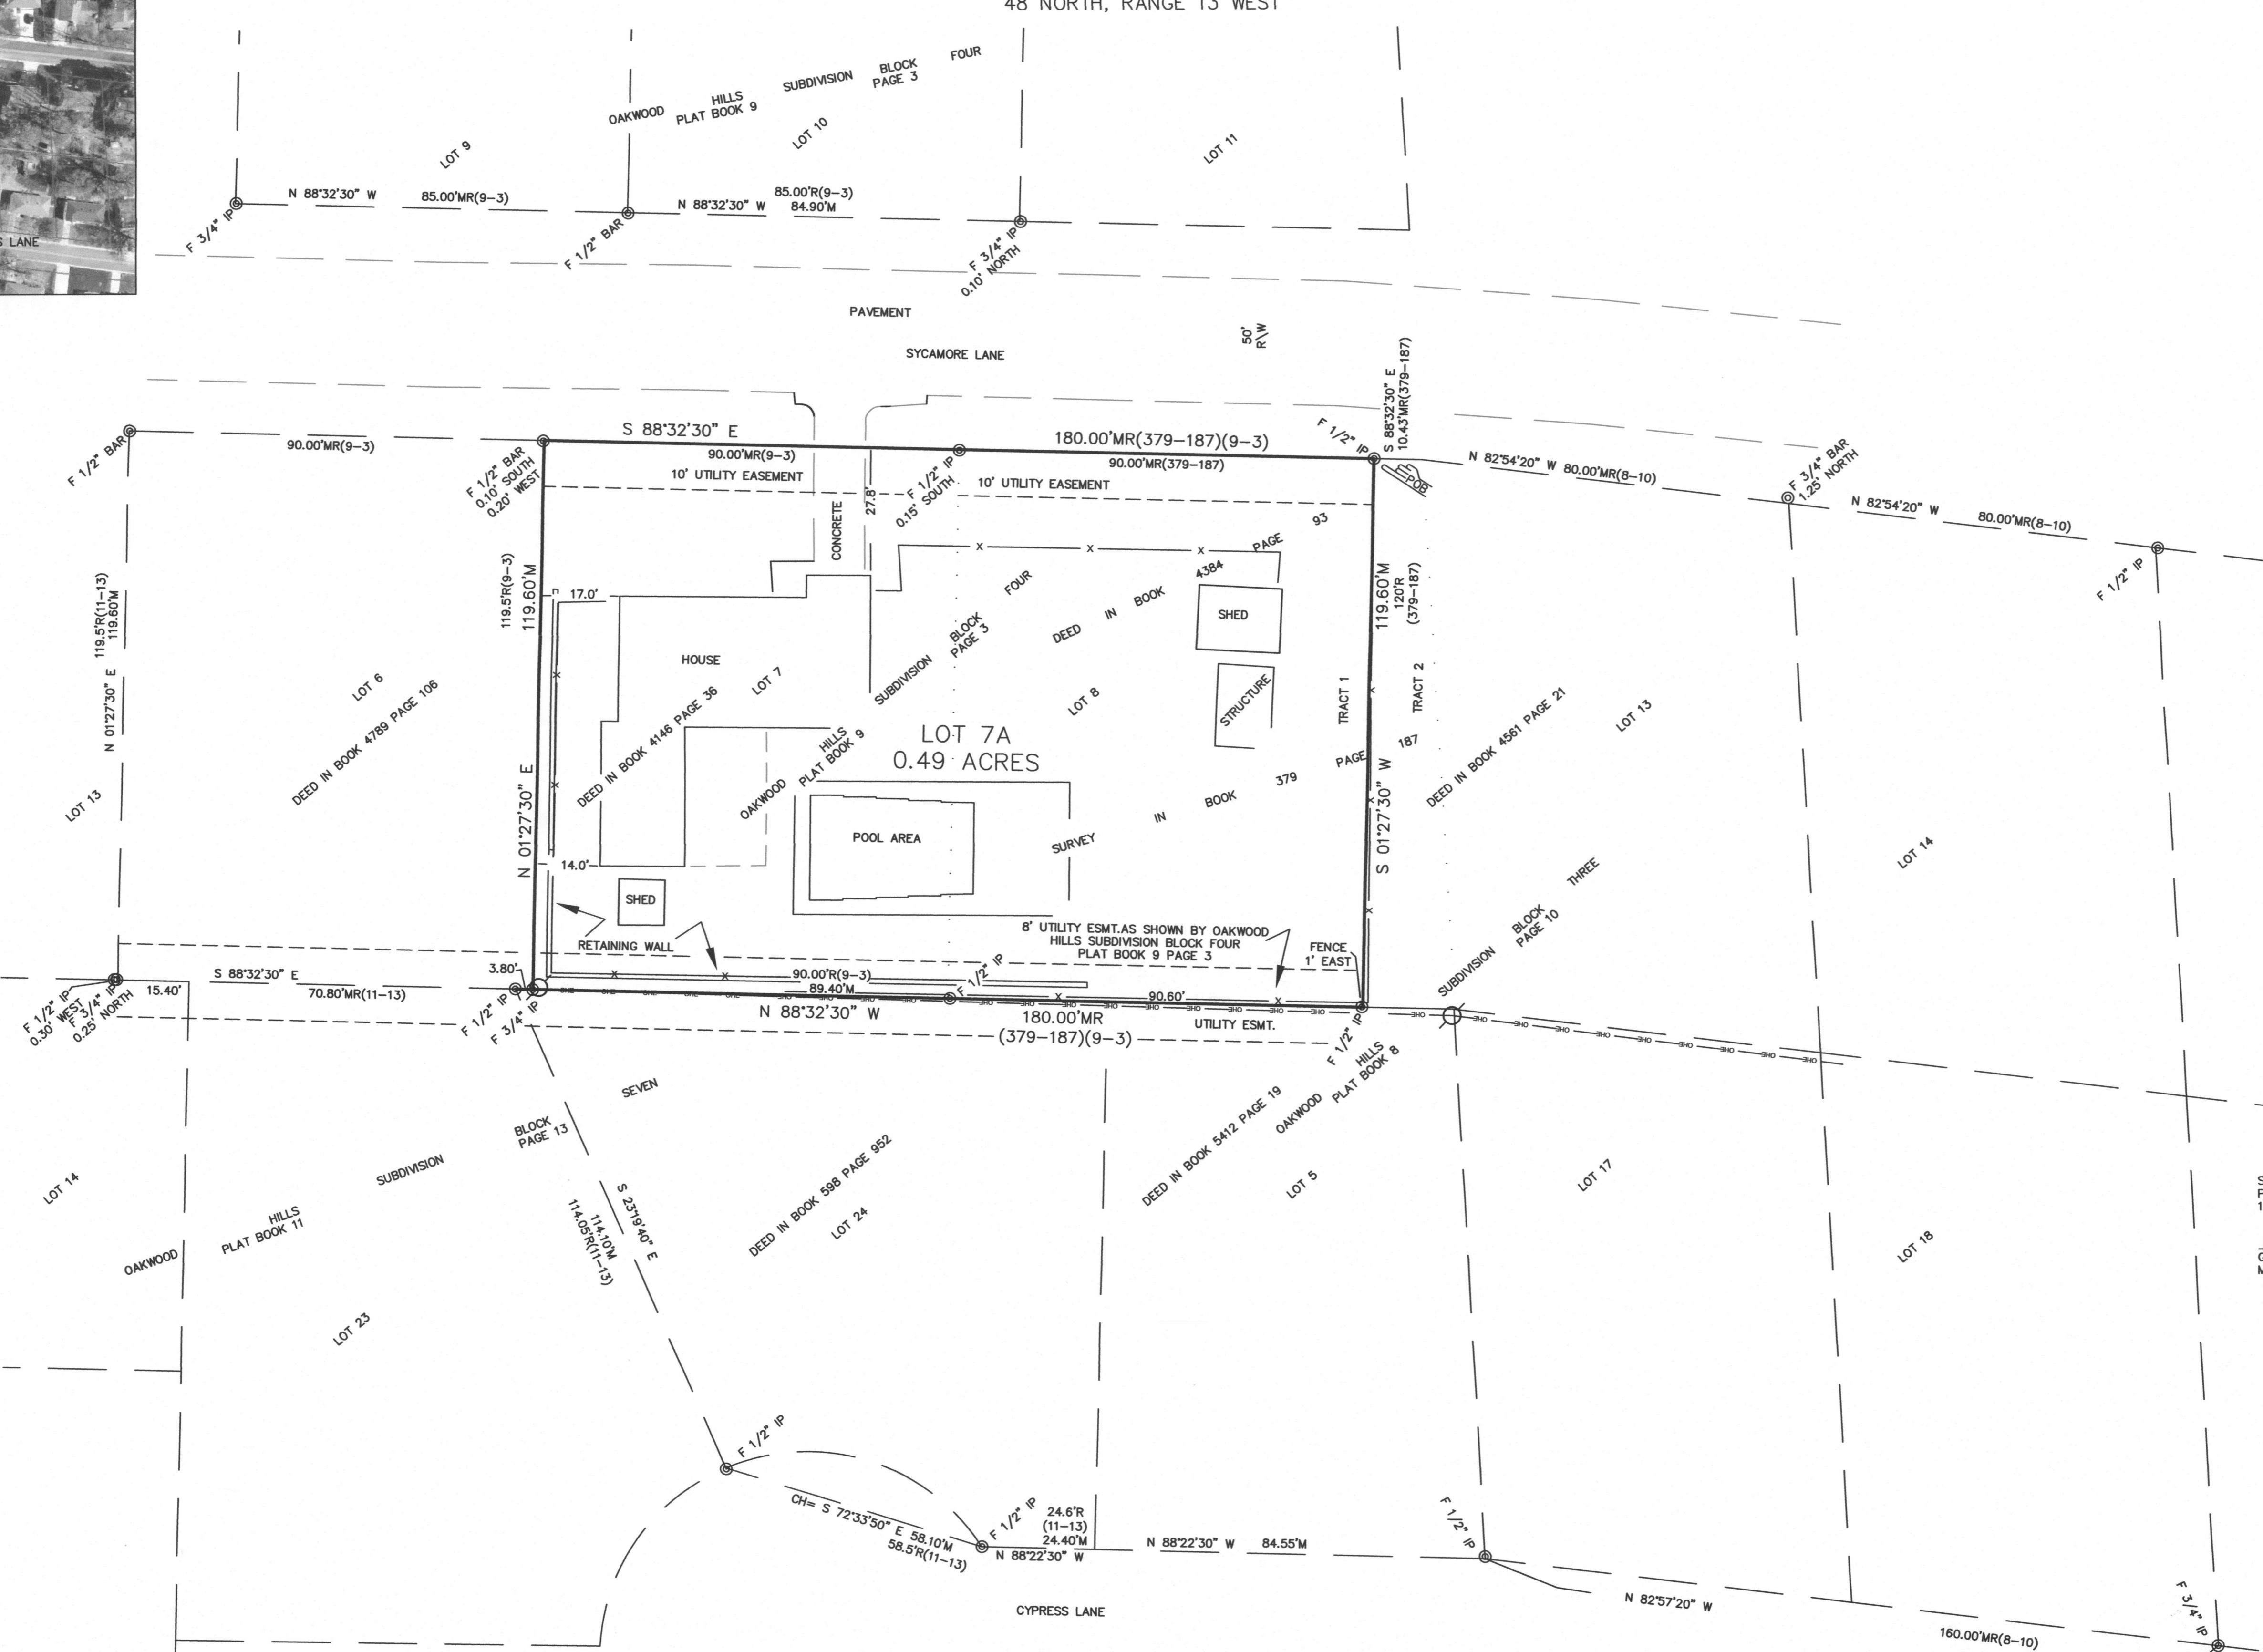 48 NORTH, RANGE 13 WEST
OAKWOOD HILLS SUBDIVISION BLOCK FOUR
PLAT BOOK 9 PAGE 3
LOT 9
LOT 10
LOT 11
N 88°32'30" W 85.00'MR(9-3)
85.00'R(9-3)
N 88°32'30" W 84.90'M
F 3/4" IP
F 1/2" BAR
F 3/4" IP
0.10' NORTH
LANE
PAVEMENT
SYCAMORE LANE
50'
R\W
S 88°32'30" E
10.43'MR(379-187)
F 1/2" BAR
90.00'MR(9-3)
F 1/2" BAR
0.10' SOUTH
0.20' WEST
S 88°32'30" E
180.00'MR(379-187)(9-3)
90.00'MR(9-3)
90.00'MR(379-187)
F 1/2" IP
POB
N 82°54'20" W 80.00'MR(8-10)
F 3/4" BAR
1.25' NORTH
N 82°54'20" W 80.00'MR(8-10)
F 1/2" IP
10' UTILITY EASEMENT
10' UTILITY EASEMENT
F 1/2" IP
0.15' SOUTH
CONCRETE
27.8'
119.5'R(11-13)
119.60'M
N 01°27'30" E
119.5'R(9-3)
119.60'M
N 01°27'30" E
17.0'
HOUSE
LOT 7
LOT 8
DEED IN BOOK 4384 PAGE 93
SHED
STRUCTURE
119.60'M
120'R
(379-187)
TRACT 1
TRACT 2
S 01°27'30" W
LOT 6
DEED IN BOOK 4789 PAGE 106
DEED IN BOOK 4146 PAGE 36
OAKWOOD HILLS SUBDIVISION BLOCK FOUR
PLAT BOOK 9 PAGE 3
LOT 7A
0.49 ACRES
SURVEY IN BOOK 379 PAGE 187
DEED IN BOOK 4561 PAGE 21
LOT 13
LOT 14
LOT 13
POOL AREA
14.0'
SHED
RETAINING WALL
8' UTILITY ESMT.AS SHOWN BY OAKWOOD
HILLS SUBDIVISION BLOCK FOUR
PLAT BOOK 9 PAGE 3
FENCE
1' EAST
F 1/2" IP
0.30' WEST
F 3/4" IP
0.25' NORTH
15.40'
S 88°32'30" E
70.80'MR(11-13)
3.80'
F 1/2" IP
F 3/4" IP
90.00'R(9-3)
89.40'M
F 1/2" IP
90.60'
N 88°32'30" W
180.00'MR
(379-187)(9-3)
UTILITY ESMT.
F 1/2" IP
OHE OHE OHE OHE OHE OHE OHE OHE OHE OHE OHE OHE OHE OHE OHE OHE
OAKWOOD HILLS SUBDIVISION BLOCK THREE
PLAT BOOK 8 PAGE 10
OAKWOOD HILLS SUBDIVISION BLOCK SEVEN
PLAT BOOK 11 PAGE 13
LOT 14
LOT 23
S 23°19'40" E
114.10'M
114.05'R(11-13)
DEED IN BOOK 598 PAGE 952
LOT 24
DEED IN BOOK 5412 PAGE 19
LOT 5
LOT 17
LOT 18
F 1/2" IP
CH= S 72°33'50" E 58.10'M
58.5'R(11-13)
F 1/2" IP
24.6'R
(11-13)
24.40'M
N 88°22'30" W
N 88°22'30" W 84.55'M
F 1/2" IP
N 82°57'20" W
160.00'MR(8-10)
F 3/4" IP
CYPRESS LANE